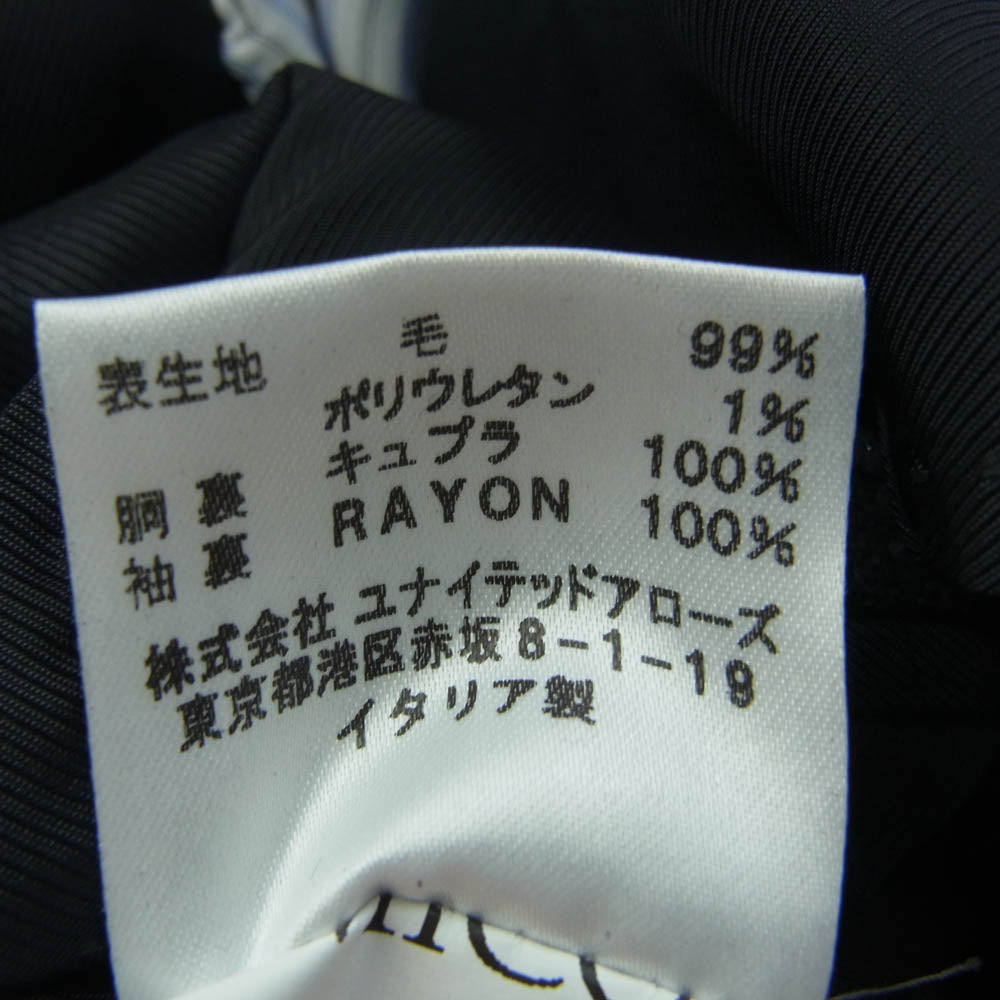 表生地 毛 99%
ポリウレタン 1%
胴裏 キュプラ 100%
袖裏 RAYON 100%
株式会社 ユナイテッドアローズ
東京都港区赤坂8-1-19
イタリア製